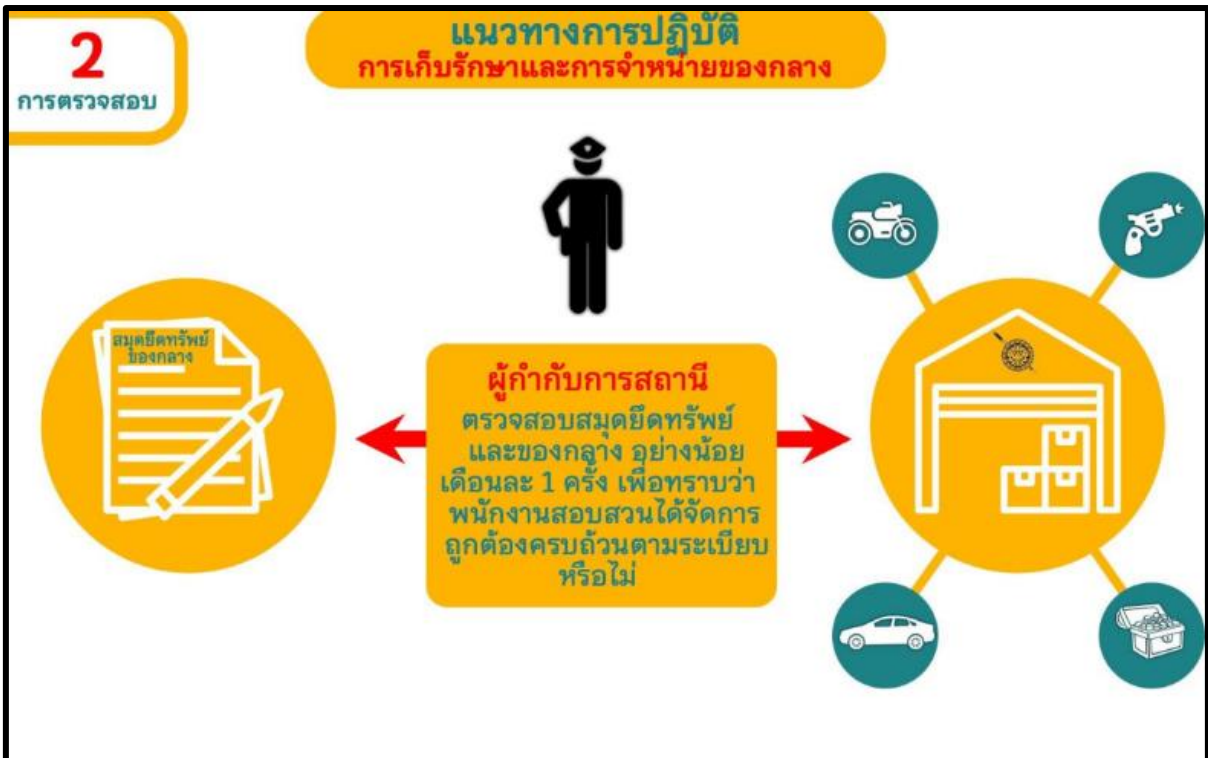 2
การตรวจสอบ
แนวทางการปฏิบัติ
การเก็บรักษาและการจำหน่ายของกลาง
สมุดยึดทรัพย์
ของกลาง
ผู้กำกับการสถานี
ตรวจสอบสมุดยึดทรัพย์
และของกลาง อย่างน้อย
เดือนละ 1 ครั้ง เพื่อทราบว่า
พนักงานสอบสวนได้จัดการ
ถูกต้องครบถ้วนตามระเบียบ
หรือไม่